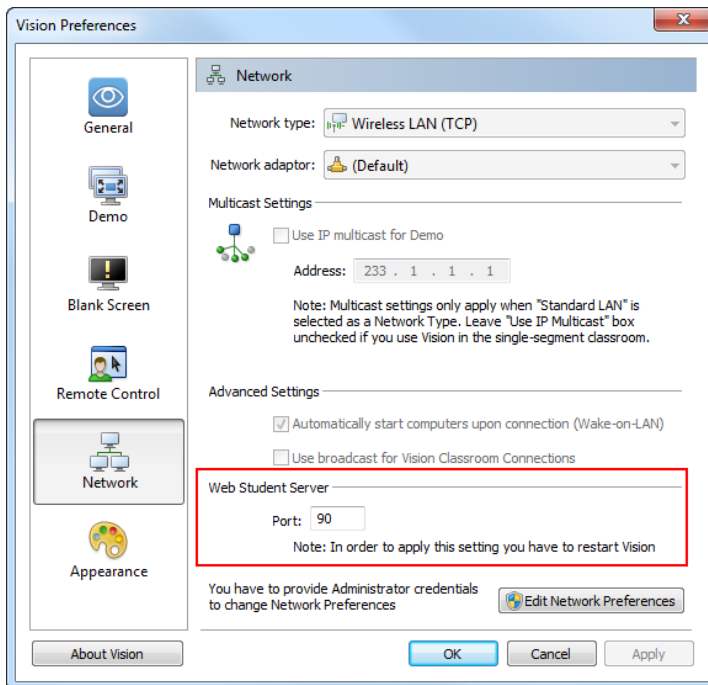 Vision Preferences
General
Demo
Blank Screen
Remote Control
Network
Appearance
About Vision
Network
Network type: Wireless LAN (TCP)
Network adaptor: (Default)
Multicast Settings
Use IP multicast for Demo
Address: 233 . 1 . 1 . 1
Note: Multicast settings only apply when "Standard LAN" is
selected as a Network Type. Leave "Use IP Multicast" box
unchecked if you use Vision in the single-segment classroom.
Advanced Settings
Automatically start computers upon connection (Wake-on-LAN)
Use broadcast for Vision Classroom Connections
Web Student Server
Port: 90
Note: In order to apply this setting you have to restart Vision
You have to provide Administrator credentials
to change Network Preferences
Edit Network Preferences
OK
Cancel
Apply